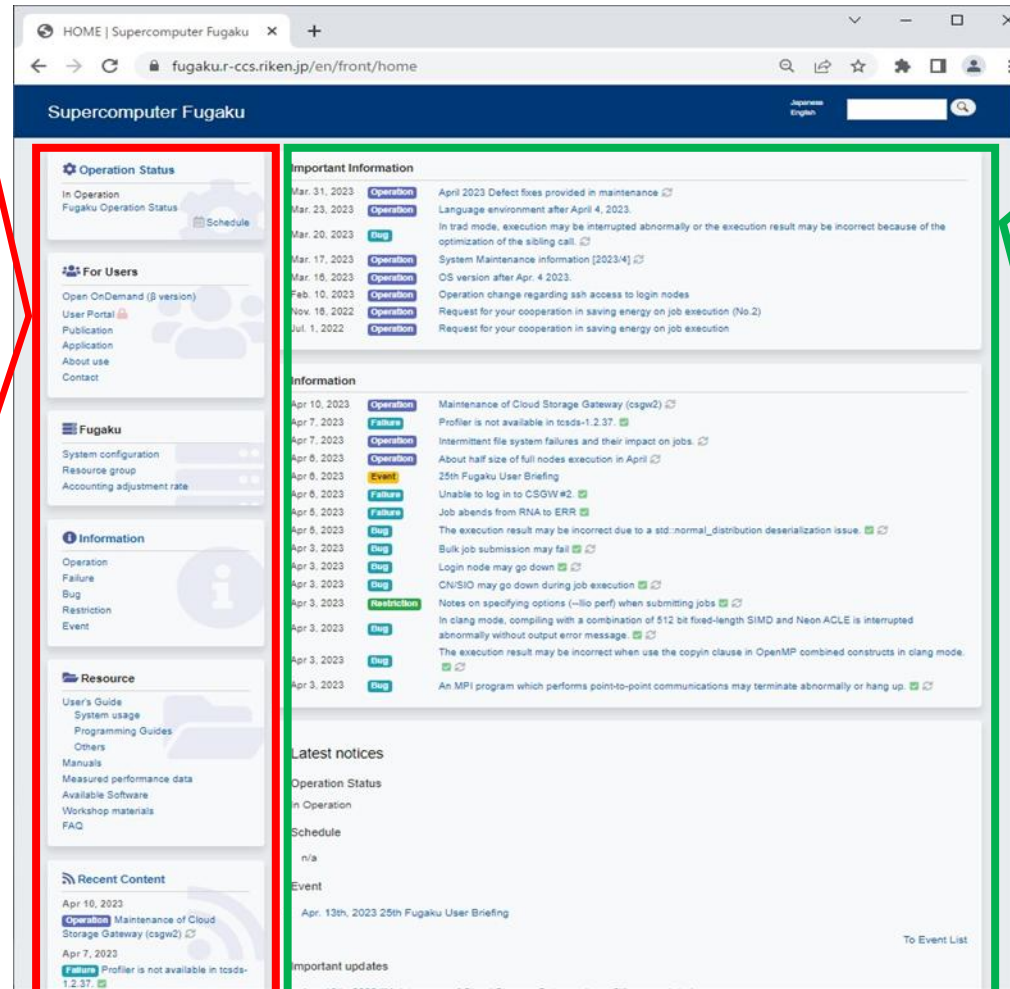 HOME | Supercomputer Fugaku
fugaku.r-ccs.riken.jp/en/front/home
Supercomputer Fugaku
Japanese
English
Operation Status
In Operation
Fugaku Operation Status
Schedule
For Users
Open OnDemand (β version)
User Portal
Publication
Application
About use
Contact
Fugaku
System configuration
Resource group
Accounting adjustment rate
Information
Operation
Failure
Bug
Restriction
Event
Resource
User's Guide
System usage
Programming Guides
Others
Manuals
Measured performance data
Available Software
Workshop materials
FAQ
Recent Content
Apr 10, 2023
Operation Maintenance of Cloud
Storage Gateway (csgw2)
Apr 7, 2023
Failure Profiler is not available in tcsds-
1.2.37.
Important Information
Mar. 31, 2023 Operation April 2023 Defect fixes provided in maintenance
Mar. 23, 2023 Operation Language environment after April 4, 2023.
Mar. 20, 2023 Bug In trad mode, execution may be interrupted abnormally or the execution result may be incorrect because of the
optimization of the sibling call.
Mar. 17, 2023 Operation System Maintenance information [2023/4]
Mar. 16, 2023 Operation OS version after Apr. 4 2023.
Feb. 10, 2023 Operation Operation change regarding ssh access to login nodes
Nov. 16, 2022 Operation Request for your cooperation in saving energy on job execution (No.2)
Jul. 1, 2022 Operation Request for your cooperation in saving energy on job execution
Information
Apr 10, 2023 Operation Maintenance of Cloud Storage Gateway (csgw2)
Apr 7, 2023 Failure Profiler is not available in tcsds-1.2.37.
Apr 7, 2023 Operation Intermittent file system failures and their impact on jobs.
Apr 6, 2023 Operation About half size of full nodes execution in April
Apr 6, 2023 Event 25th Fugaku User Briefing
Apr 6, 2023 Failure Unable to log in to CSGW #2.
Apr 5, 2023 Failure Job abends from RNA to ERR
Apr 5, 2023 Bug The execution result may be incorrect due to a std::normal_distribution deserialization issue.
Apr 3, 2023 Bug Bulk job submission may fail
Apr 3, 2023 Bug Login node may go down
Apr 3, 2023 Bug CN/SIO may go down during job execution
Apr 3, 2023 Restriction Notes on specifying options (--llio perf) when submitting jobs
Apr 3, 2023 Bug In clang mode, compiling with a combination of 512 bit fixed-length SIMD and Neon ACLE is interrupted
abnormally without output error message.
Apr 3, 2023 Bug The execution result may be incorrect when use the copyin clause in OpenMP combined constructs in clang mode.
Apr 3, 2023 Bug An MPI program which performs point-to-point communications may terminate abnormally or hang up.
Latest notices
Operation Status
In Operation
Schedule
n/a
Event
Apr. 13th, 2023 25th Fugaku User Briefing
To Event List
Important updates